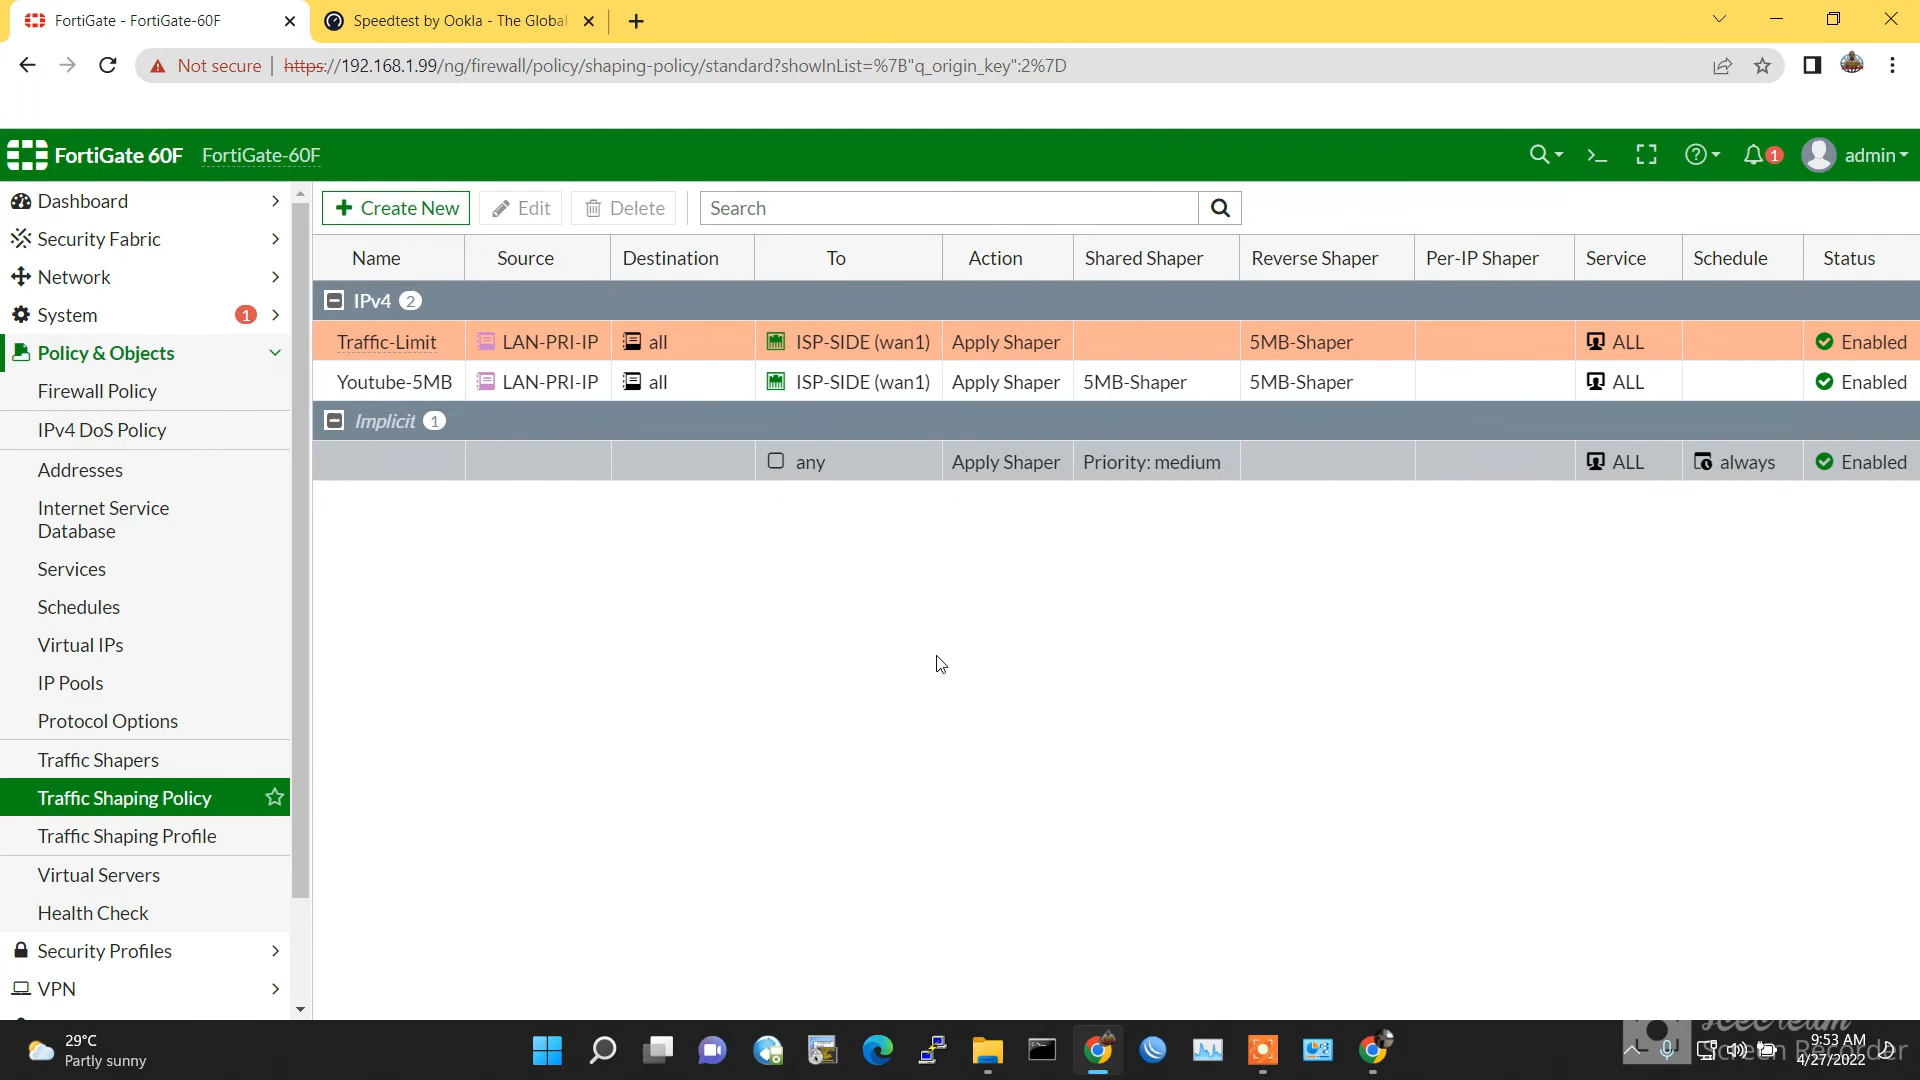 FortiGate - FortiGate-60F
Speedtest by Ookla - The Global
Not secure | https://192.168.1.99/ng/firewall/policy/shaping-policy/standard?showInList=%7B"q_origin_key":2%7D
FortiGate 60F FortiGate-60F
1 admin
Dashboard
Security Fabric
Network
System 1
Policy & Objects
Firewall Policy
IPv4 DoS Policy
Addresses
Internet Service
Database
Services
Schedules
Virtual IPs
IP Pools
Protocol Options
Traffic Shapers
Traffic Shaping Policy
Traffic Shaping Profile
Virtual Servers
Health Check
Security Profiles
VPN
Create New Edit Delete Search
Name Source Destination To Action Shared Shaper Reverse Shaper Per-IP Shaper Service Schedule Status
IPv4 2
Traffic-Limit LAN-PRI-IP all ISP-SIDE (wan1) Apply Shaper 5MB-Shaper ALL Enabled
Youtube-5MB LAN-PRI-IP all ISP-SIDE (wan1) Apply Shaper 5MB-Shaper 5MB-Shaper ALL Enabled
Implicit 1
any Apply Shaper Priority: medium ALL always Enabled
29°C
Partly sunny
Icecream
Screen Recorder
9:53 AM
4/27/2022